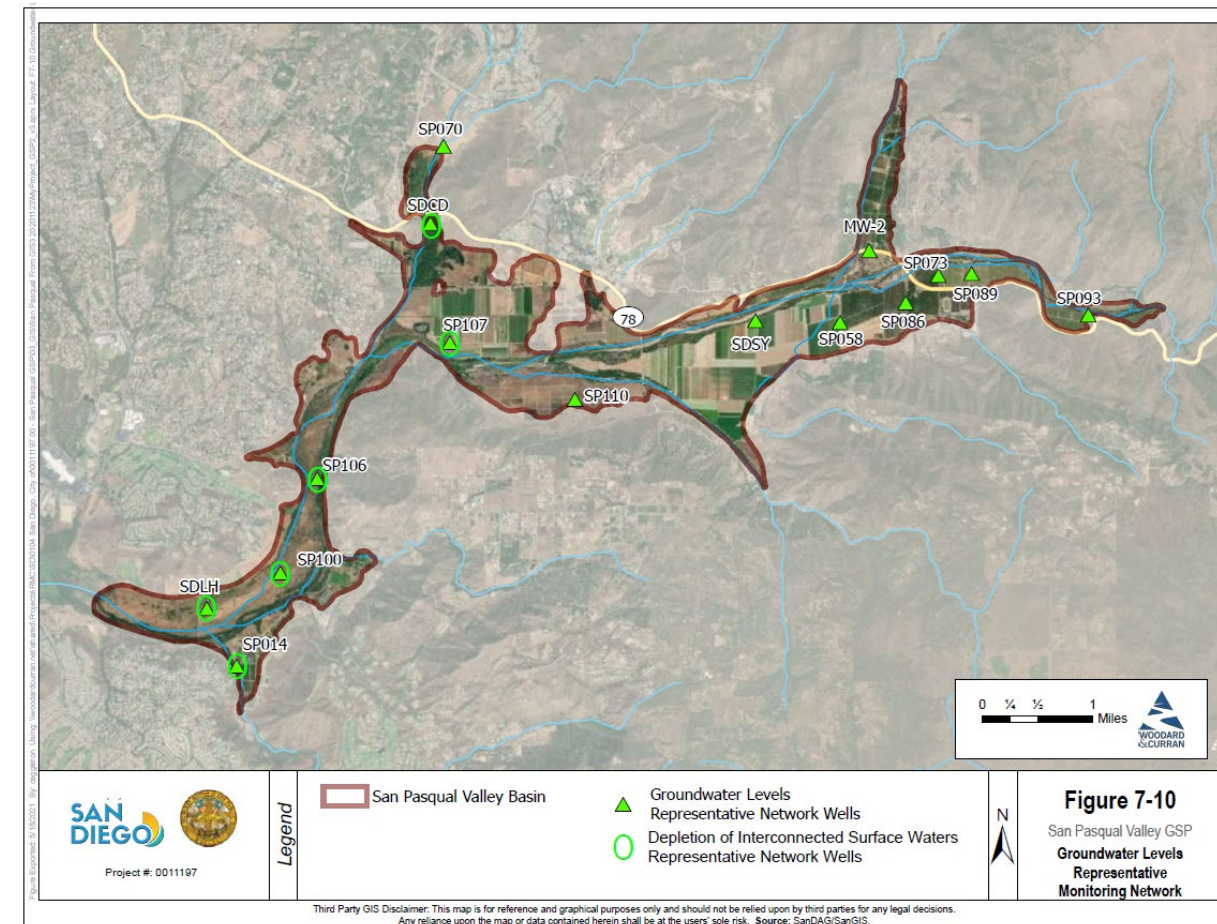 SP070
SDCD
MW-2
SP073
SP089
SP093
SP107
78
SDSY
SP058
SP086
SP110
SP106
SP100
SDLH
SP014
0 ¼ ½ 1
Miles
WOODARD
&CURRAN
SAN
DIEGO
Project #: 0011197
Legend
San Pasqual Valley Basin
Groundwater Levels
Representative Network Wells
Depletion of Interconnected Surface Waters
Representative Network Wells
N
Figure 7-10
San Pasqual Valley GSP
Groundwater Levels
Representative
Monitoring Network
Third Party GIS Disclaimer: This map is for reference and graphical purposes only and should not be relied upon by third parties for any legal decisions.
Any reliance upon the map or data contained herein shall be at the users' sole risk. Source: SanDAG/SanGIS.
Figure Exported: 5/18/2021